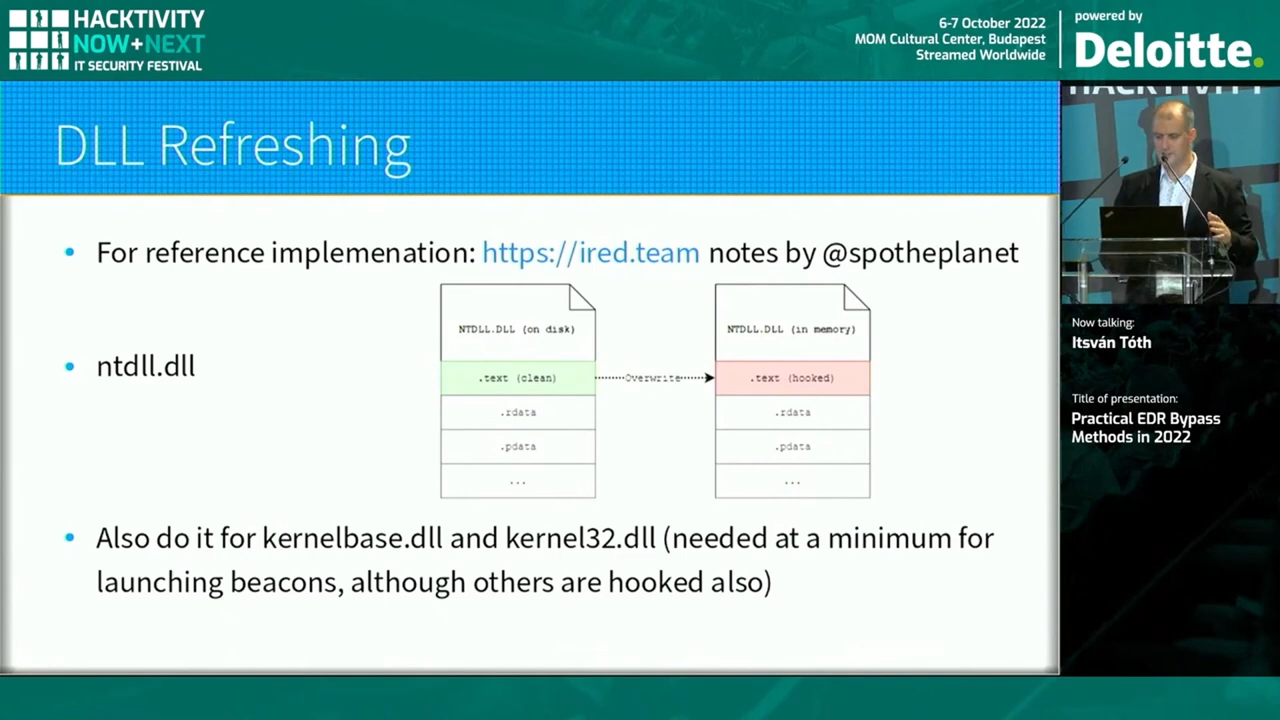 HACKTIVITY
NOW+NEXT
IT SECURITY FESTIVAL
6-7 October 2022
MOM Cultural Center, Budapest
Streamed Worldwide
powered by
Deloitte.
DLL Refreshing
• For reference implemenation: https://ired.team notes by @spotheplanet
NTDLL.DLL (on disk)
.text (clean)
.rdata
.pdata
...
Overwrite
NTDLL.DLL (in memory)
.text (hooked)
.rdata
.pdata
...
• ntdll.dll
• Also do it for kernelbase.dll and kernel32.dll (needed at a minimum for
launching beacons, although others are hooked also)
HACKTIVITY
Now talking:
Itsván Tóth
Title of presentation:
Practical EDR Bypass
Methods in 2022